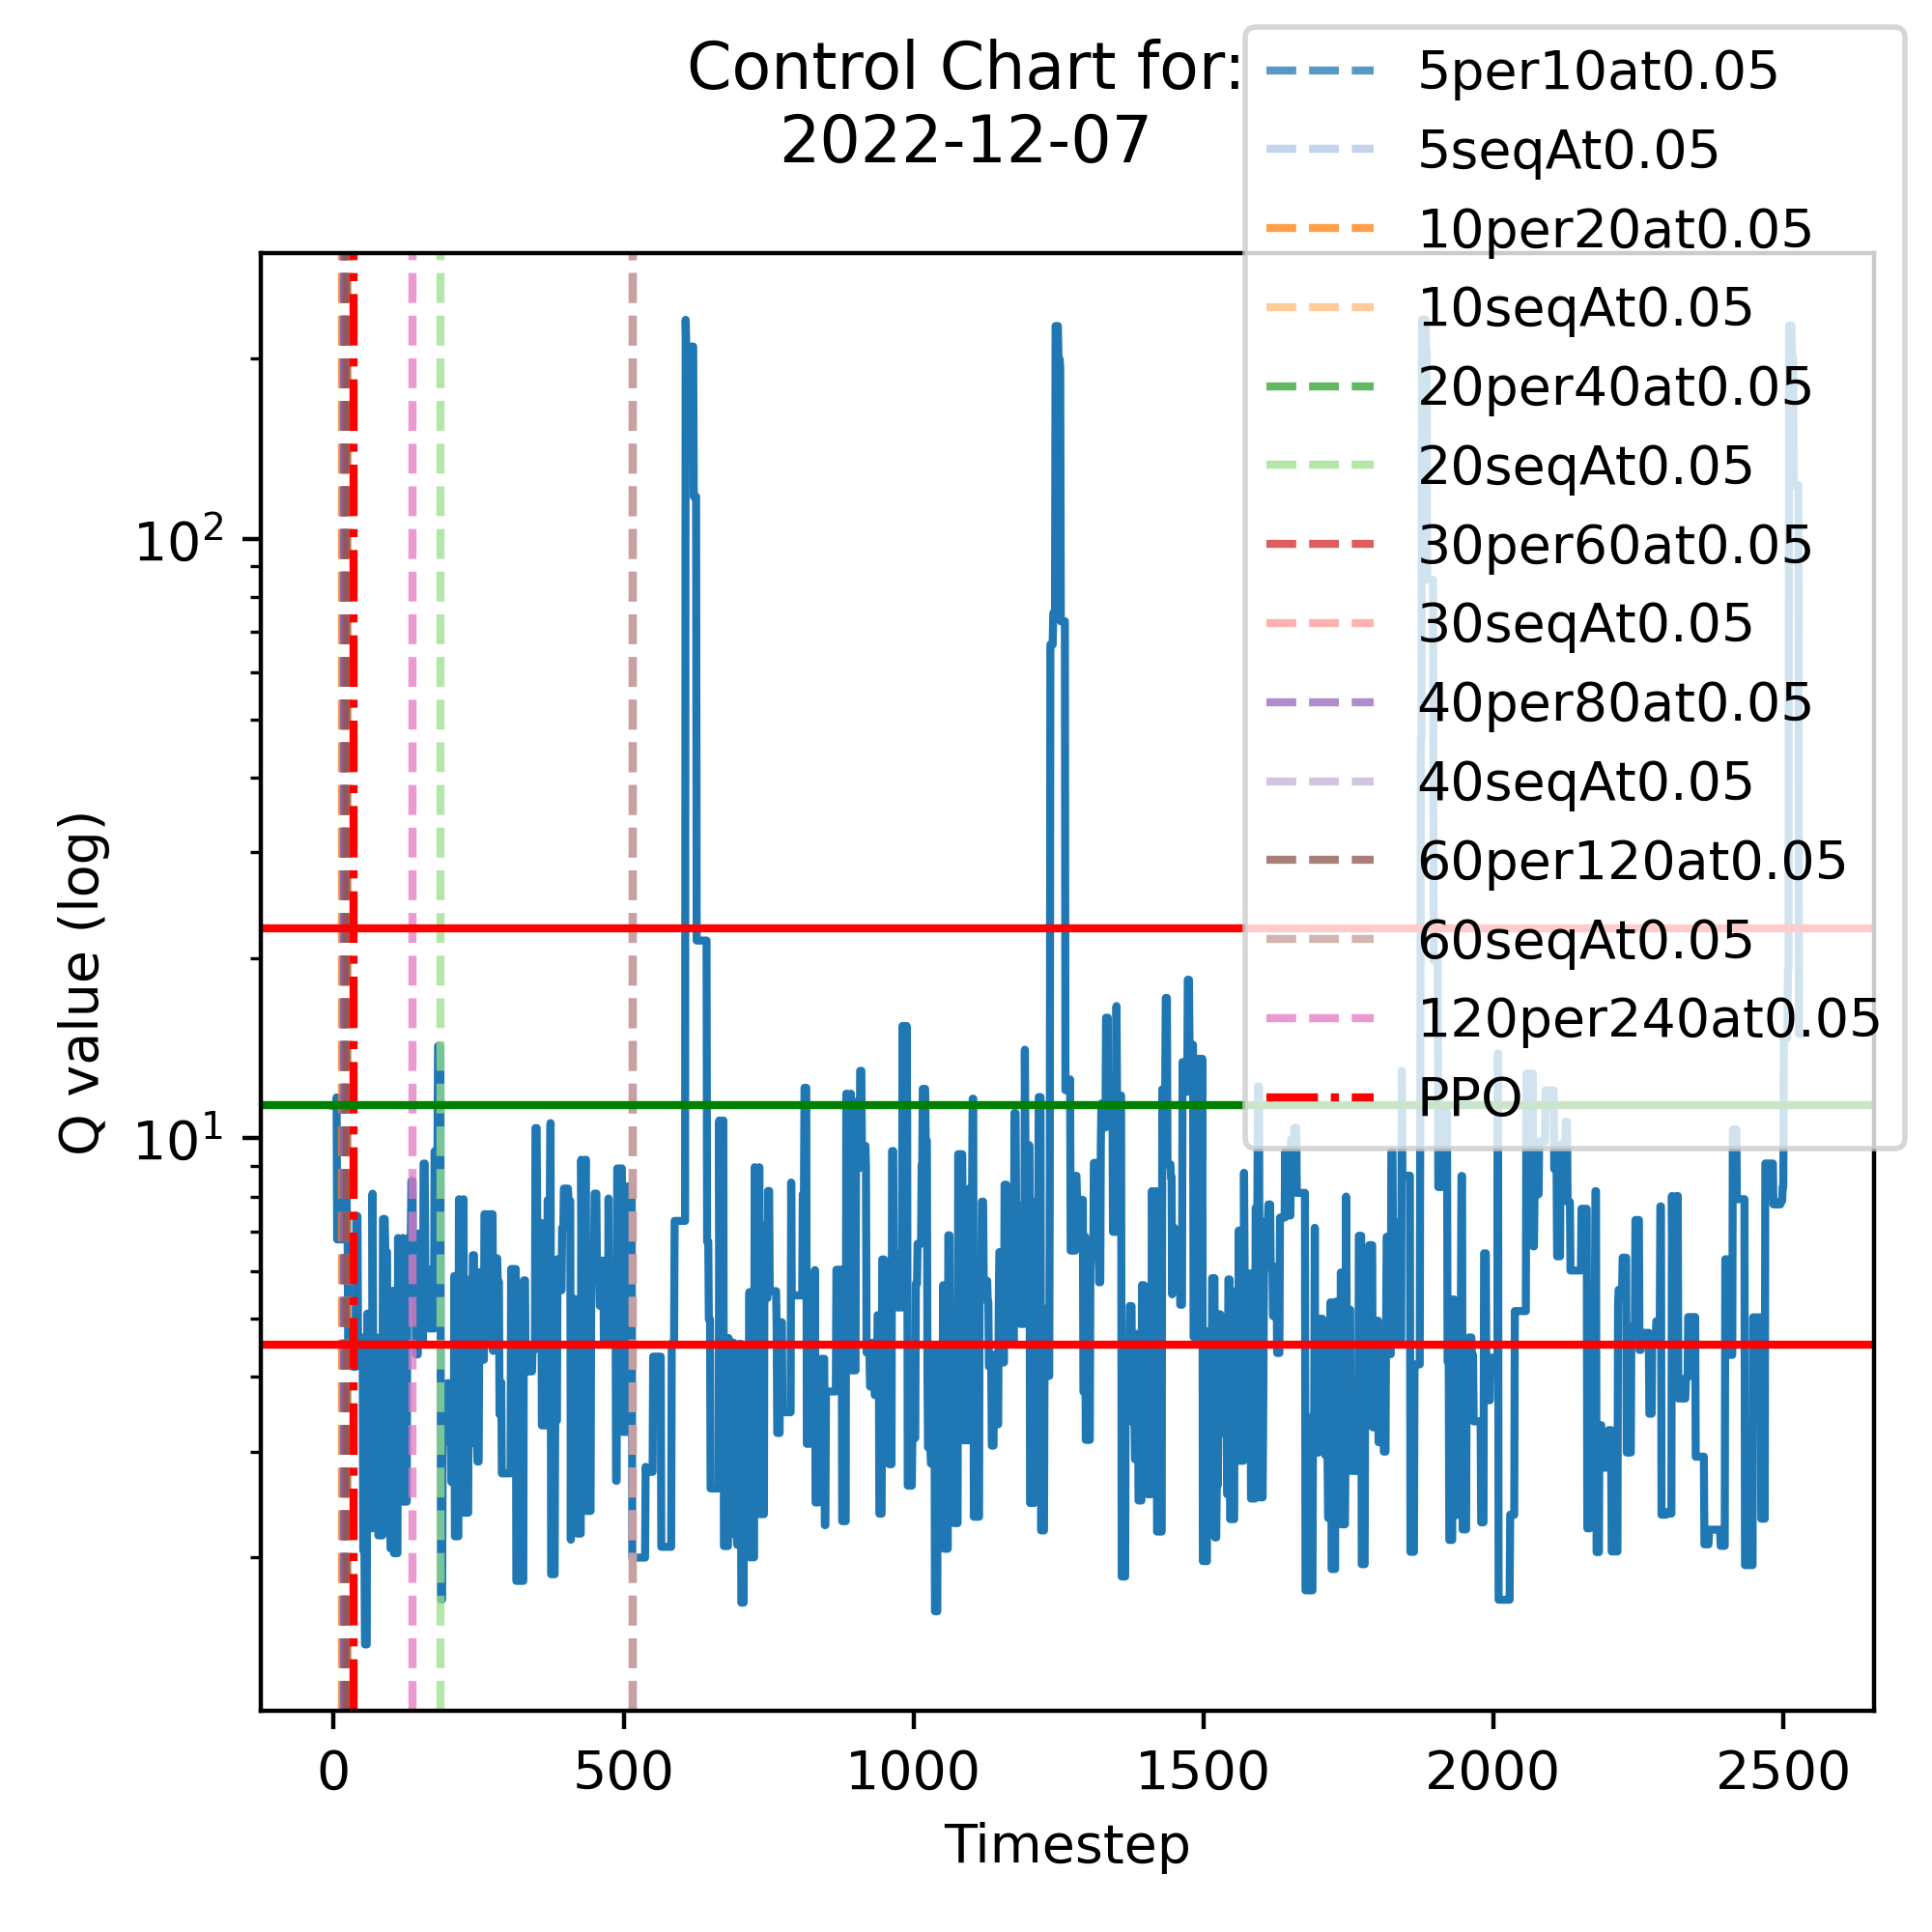 Control Chart for:
2022-12-07
5per10at0.05
5seqAt0.05
10per20at0.05
10seqAt0.05
20per40at0.05
20seqAt0.05
30per60at0.05
30seqAt0.05
40per80at0.05
40seqAt0.05
60per120at0.05
60seqAt0.05
120per240at0.05
PPO
Q value (log)
10²
10¹
0 500 1000 1500 2000 2500
Timestep